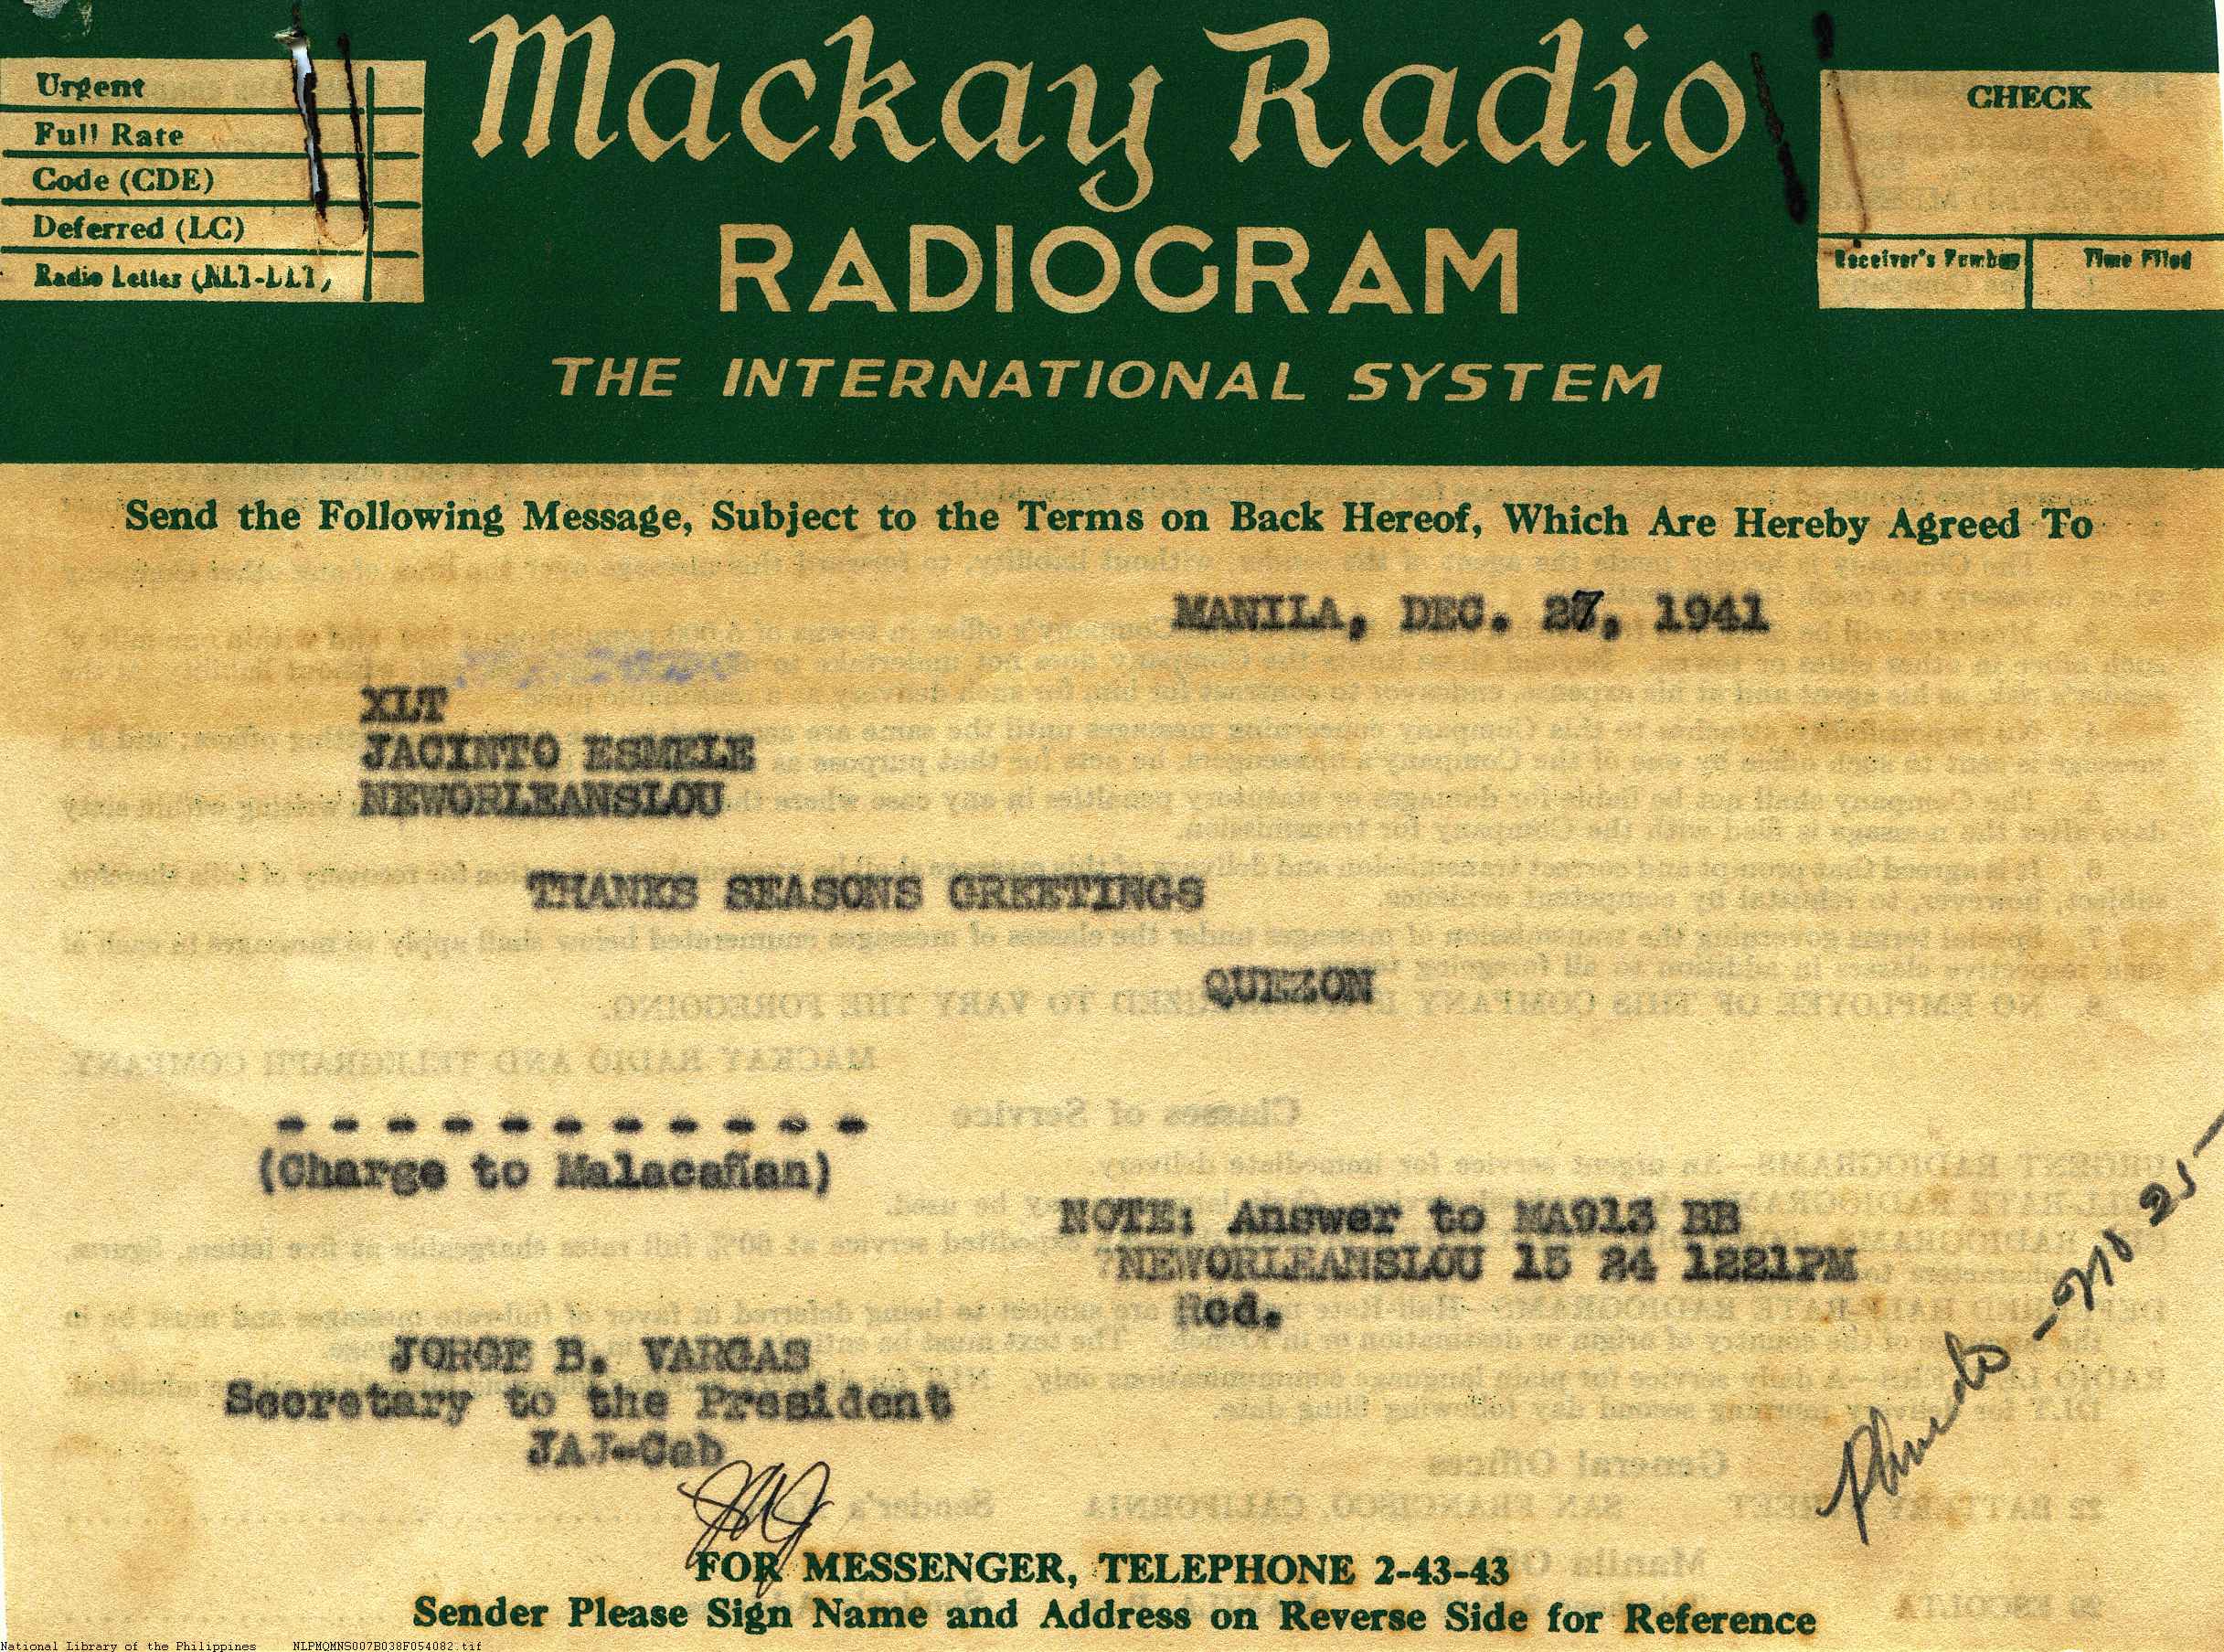 Mackay Radio
RADIOGRAM
THE INTERNATIONAL SYSTEM
Urgent
Full Rate
Code (CDE)
Deferred (LC)
Radio Letter (NLT-DLT)
CHECK
Receiver's Number
Time Filed
Send the Following Message, Subject to the Terms on Back Hereof, Which Are Hereby Agreed To
MANILA, DEC. 27, 1941
XLT
JACINTO ESMELE
NEWORLEANSLOU
THANKS SEASONS GREETINGS
QUEZON
- - - - - - - - - - -
(Charge to Malacañan)
NOTE: Answer to MA913 BB
NEWORLEANSLOU 15 24 1221PM
Rcd.
JORGE B. VARGAS
Secretary to the President
JAJ-Cab
FOR MESSENGER, TELEPHONE 2-43-43
Sender Please Sign Name and Address on Reverse Side for Reference
National Library of the Philippines NLPMQMNS007B038F054082.tif